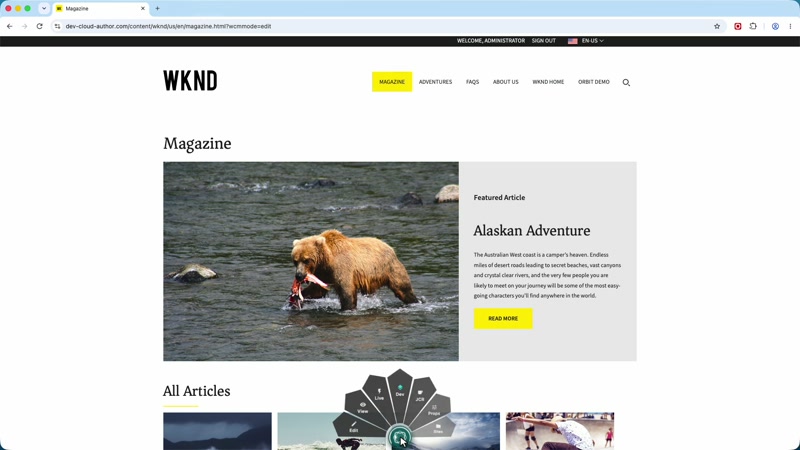 Magazine
dev-cloud-author.com/content/wknd/us/en/magazine.html?wcmmode=edit
WELCOME, ADMINISTRATOR SIGN OUT EN-US
WKND
MAGAZINE ADVENTURES FAQS ABOUT US WKND HOME ORBIT DEMO
Magazine
Featured Article
Alaskan Adventure
The Australian West coast is a camper's heaven. Endless
miles of desert roads leading to secret beaches, vast canyons
and crystal clear rivers, and the very few people you are
likely to meet on your journey will be some of the most easy-
going characters you'll find anywhere in the world.
READ MORE
All Articles
Edit
View
Live
Dev
JCR
Props
Sites